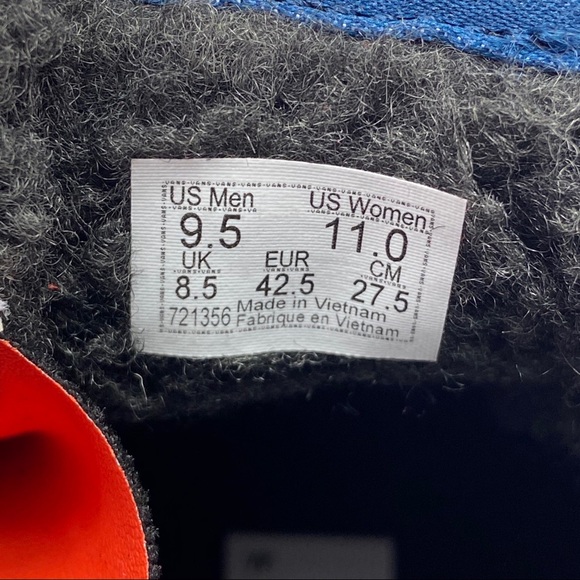 US Men US Women
9.5 11.0
UK EUR CM
8.5 42.5 27.5
721356 Made in Vietnam
Fabrique en Vietnam